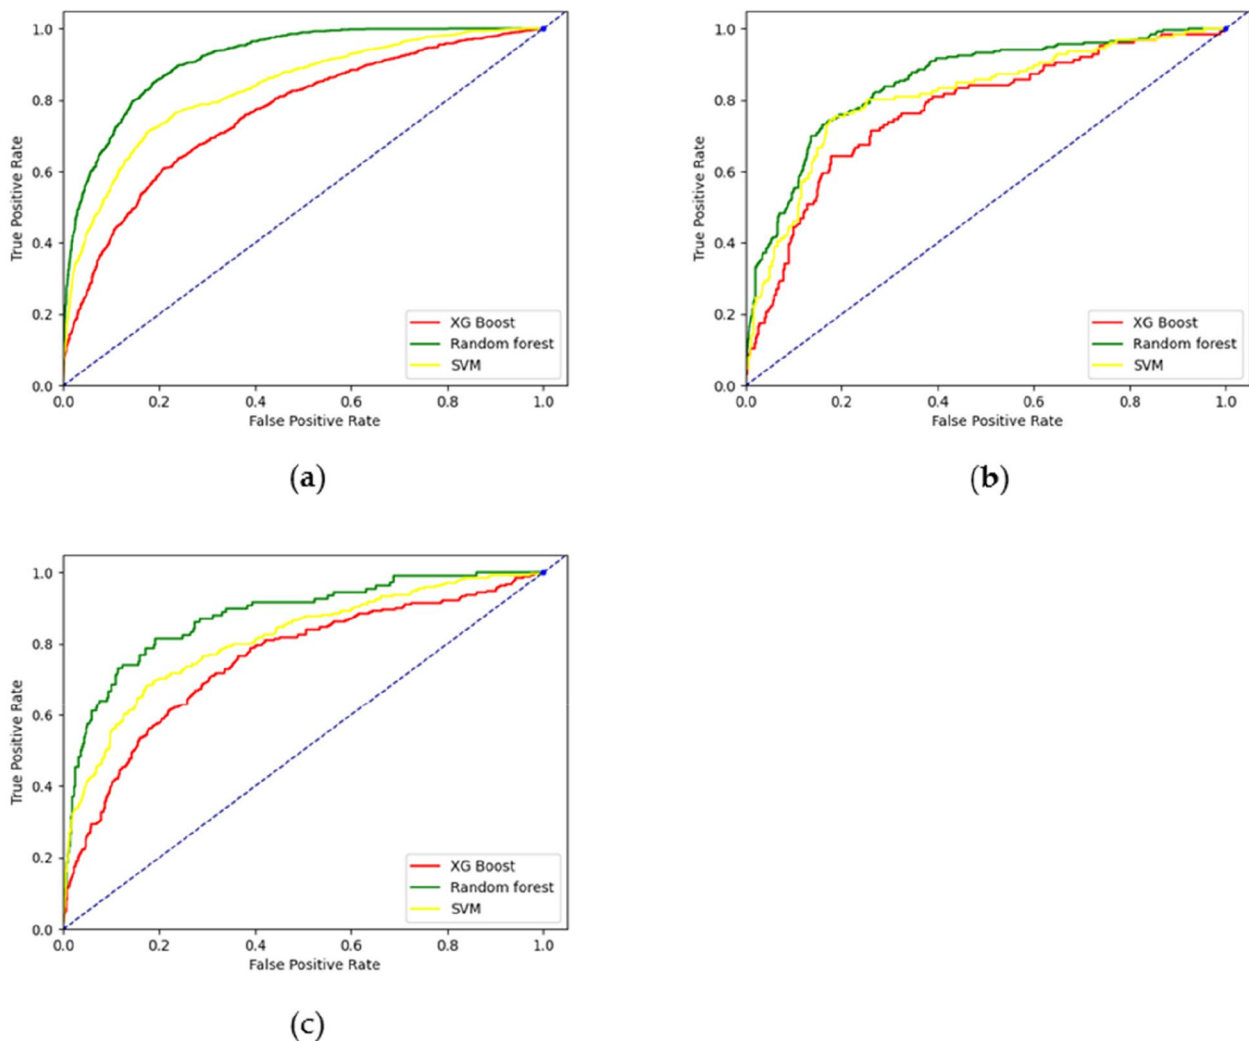 1.0
0.8
0.6
0.4
0.2
0.0
True Positive Rate
0.0 0.2 0.4 0.6 0.8 1.0
False Positive Rate
XG Boost
Random forest
SVM
(a)
1.0
0.8
0.6
0.4
0.2
0.0
True Positive Rate
0.0 0.2 0.4 0.6 0.8 1.0
False Positive Rate
XG Boost
Random forest
SVM
(b)
1.0
0.8
0.6
0.4
0.2
0.0
True Positive Rate
0.0 0.2 0.4 0.6 0.8 1.0
False Positive Rate
XG Boost
Random forest
SVM
(c)